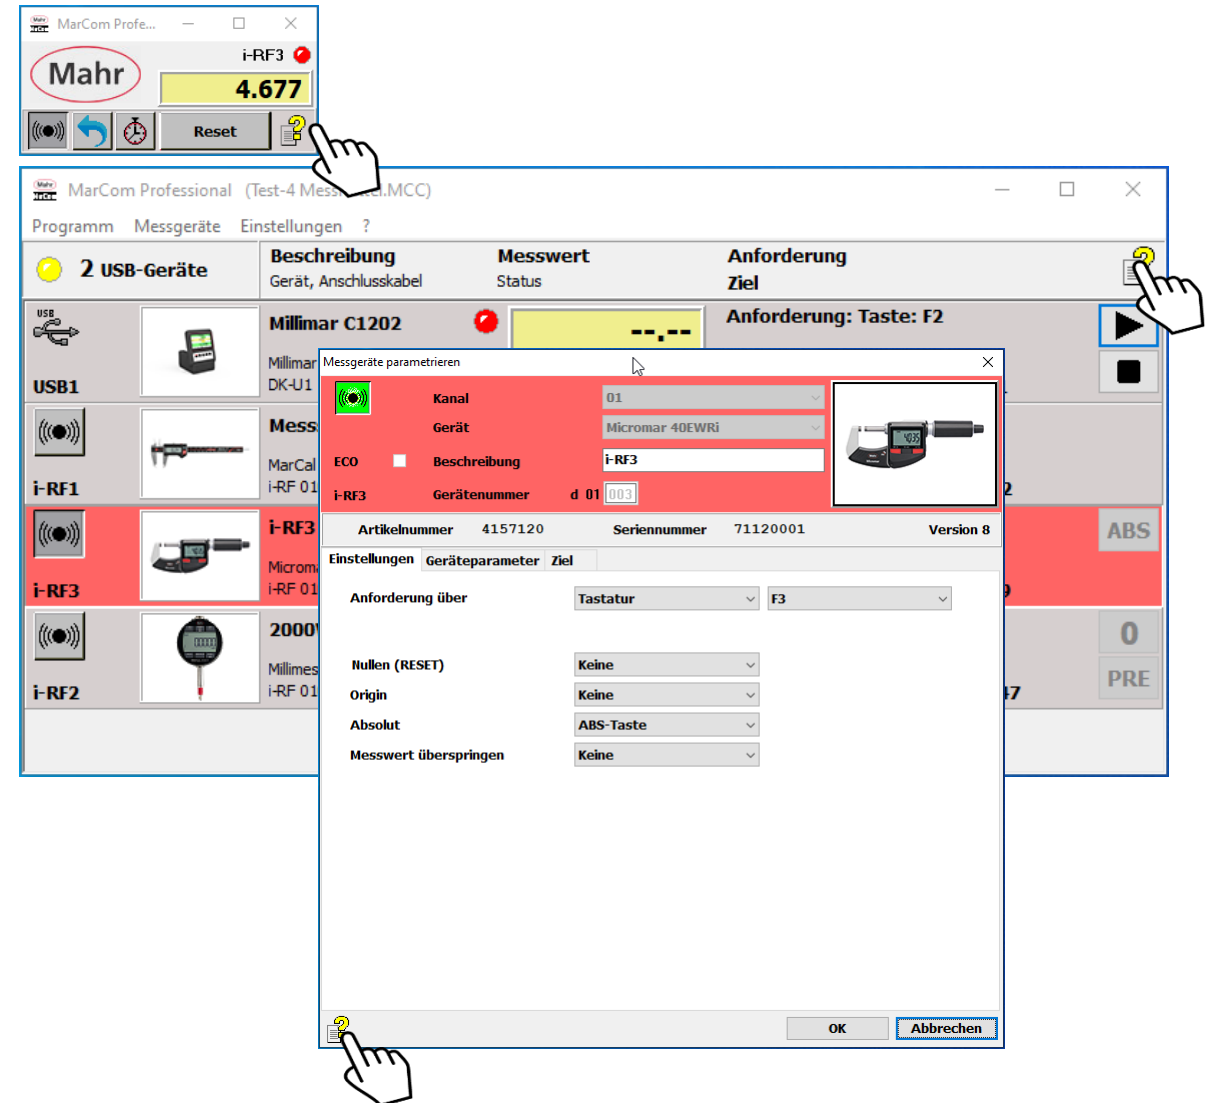 MarCom Profe...
Mahr
i-RF3
4.677
Reset
MarCom Professional (Test-4 Mess
.MCC)
Programm Messgeräte Einstellungen ?
2 USB-Geräte
Beschreibung Messwert Anforderung
Gerät, Anschlusskabel Status Ziel
USB
USB1
Millimar C1202
--.--
Anforderung: Taste: F2
Millimar
DK-U1
i-RF1
Mess
MarCal
i-RF 01
2
i-RF3
i-RF3
Microm
i-RF 01
ABS
i-RF2
2000
Millimes
i-RF 01
47
0
PRE
Messgeräte parametrieren
Kanal 01
Gerät Micromar 40EWRi
ECO Beschreibung i-RF3
i-RF3 Gerätenummer d 01 003
Artikelnummer 4157120 Seriennummer 71120001 Version 8
Einstellungen Geräteparameter Ziel
Anforderung über Tastatur F3
Nullen (RESET) Keine
Origin Keine
Absolut ABS-Taste
Messwert überspringen Keine
OK Abbrechen